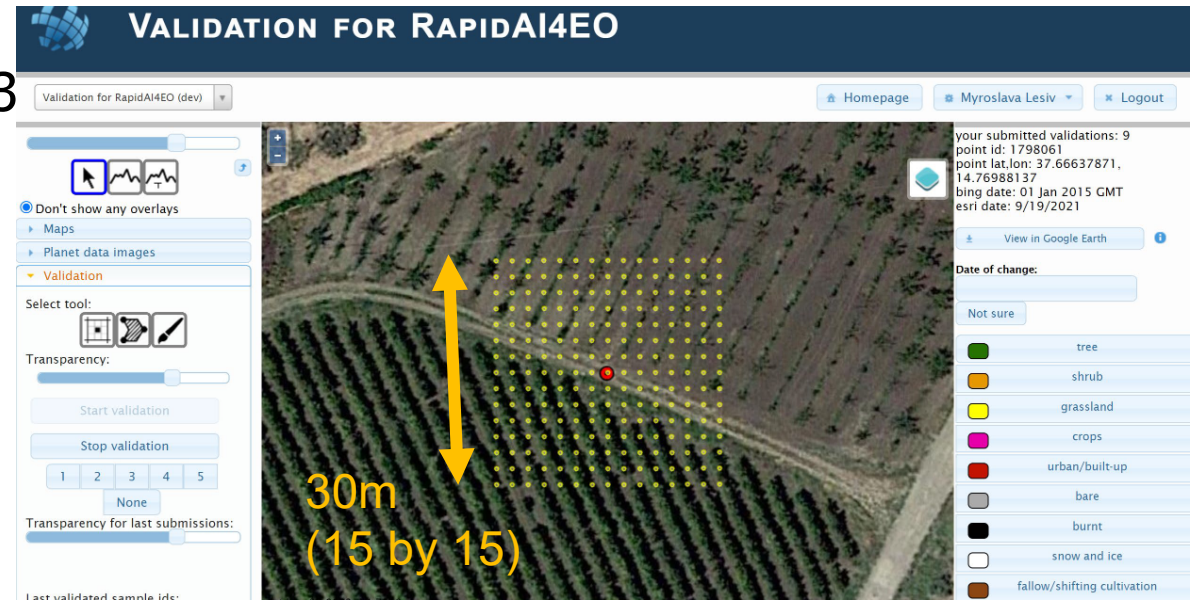 VALIDATION FOR RAPIDAI4EO
3
Validation for RapidAI4EO (dev)
Homepage
Myroslava Lesiv
Logout
Don't show any overlays
Maps
Planet data images
Validation
Select tool:
Transparency:
Start validation
Stop validation
1 2 3 4 5
None
Transparency for last submissions:
Last validated sample ids:
+
-
30m
(15 by 15)
your submitted validations: 9
point id: 1798061
point lat,lon: 37.66637871,
14.76988137
bing date: 01 Jan 2015 GMT
esri date: 9/19/2021
View in Google Earth
i
Date of change:
Not sure
tree
shrub
grassland
crops
urban/built-up
bare
burnt
snow and ice
fallow/shifting cultivation